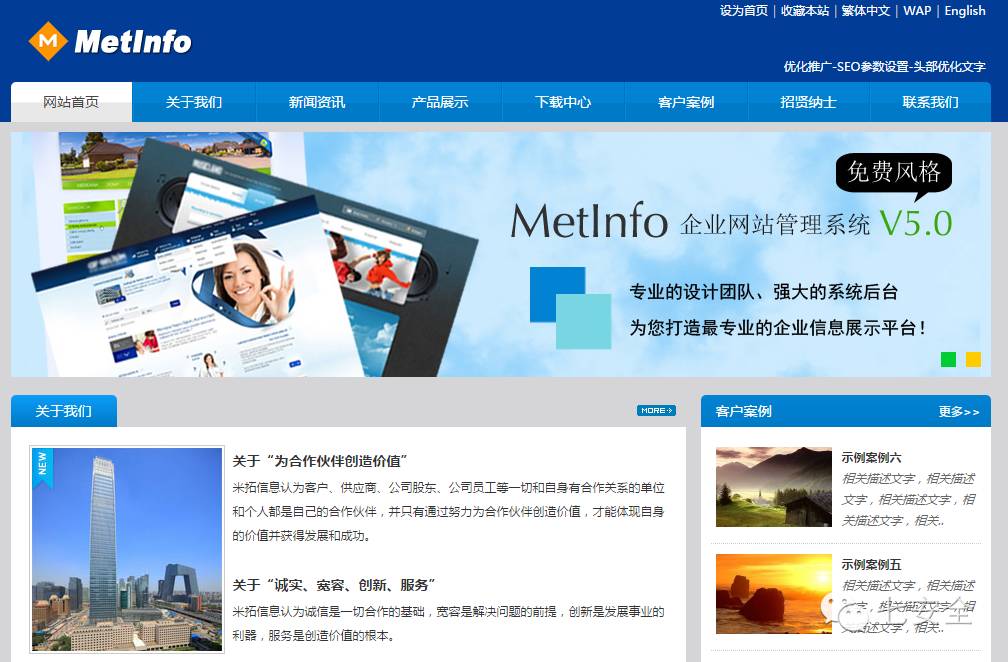 设为首页 | 收藏本站 | 繁体中文 | WAP | English
M MetInfo
优化推广-SEO参数设置-头部优化文字
网站首页 关于我们 新闻资讯 产品展示 下载中心 客户案例 招贤纳士 联系我们
免费风格
MetInfo 企业网站管理系统 V5.0
专业的设计团队、强大的系统后台
为您打造最专业的企业信息展示平台！
关于我们
MORE
NEW
关于“为合作伙伴创造价值”
米拓信息认为客户、供应商、公司股东、公司员工等一切和自身有合作关系的单位
和个人都是自己的合作伙伴，并只有通过努力为合作伙伴创造价值，才能体现自身
的价值并获得发展和成功。
关于“诚实、宽容、创新、服务”
米拓信息认为诚信是一切合作的基础，宽容是解决问题的前提，创新是发展事业的
利器，服务是创造价值的根本。
客户案例 更多>>
示例案例六
相关描述文字，相关描述
文字，相关描述文字，相
关描述文字，相关..
示例案例五
相关描述文字，相关描述
文字，相关描述文字，相
关描述文字，相关..
七安全